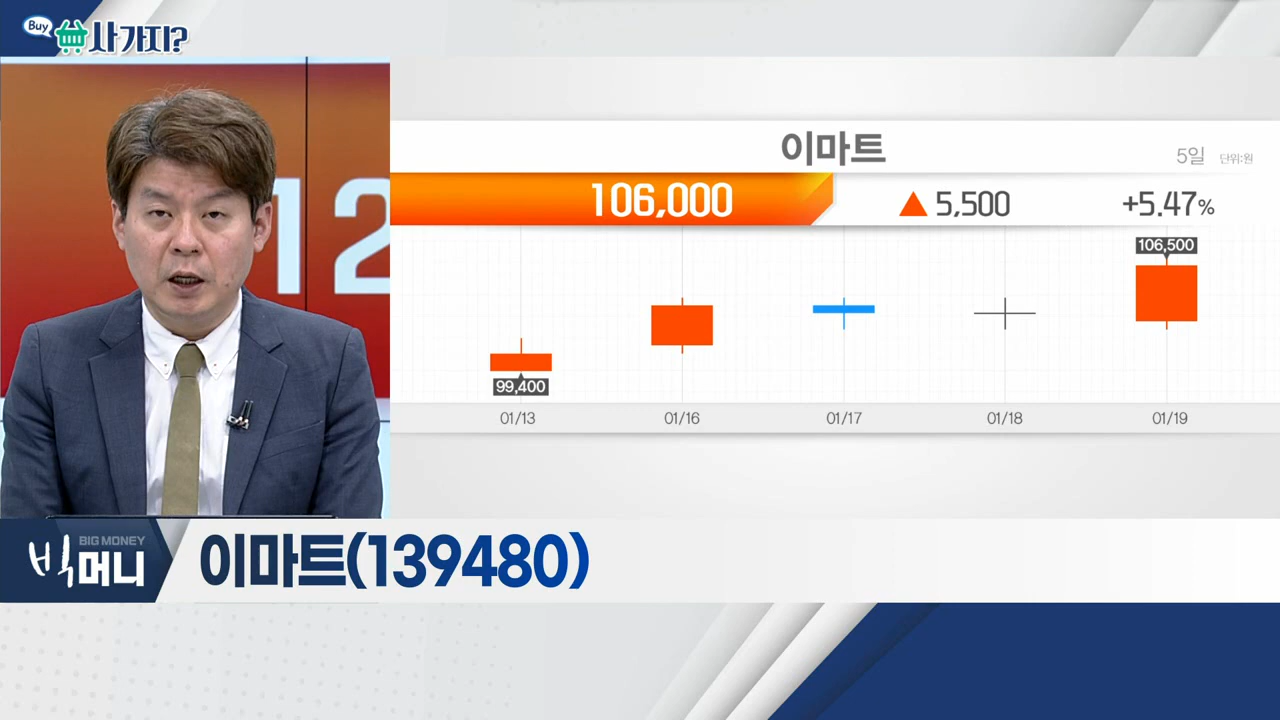 Buy
사가지?
12
이마트
5일 단위:원
106,000 ▲ 5,500 +5.47%
106,500
99,400
01/13 01/16 01/17 01/18 01/19
BIG MONEY
빅머니
이마트(139480)